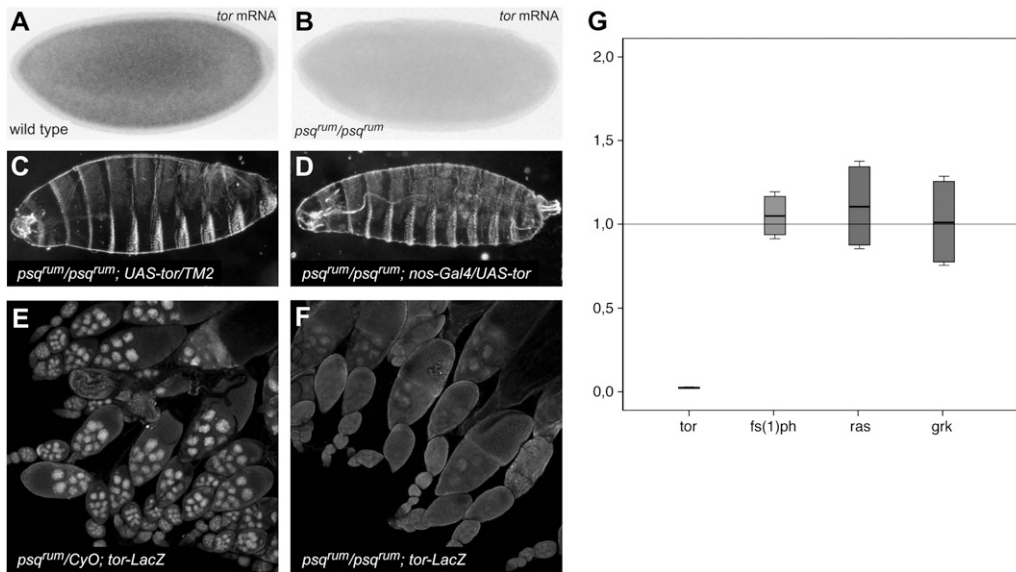 A
tor mRNA
wild type
B
tor mRNA
psq^rum/psq^rum
C
psq^rum/psq^rum; UAS-tor/TM2
D
psq^rum/psq^rum; nos-Gal4/UAS-tor
E
psq^rum/CyO; tor-LacZ
F
psq^rum/psq^rum; tor-LacZ
G
2,0
1,5
1,0
0,5
0,0
tor fs(1)ph ras grk